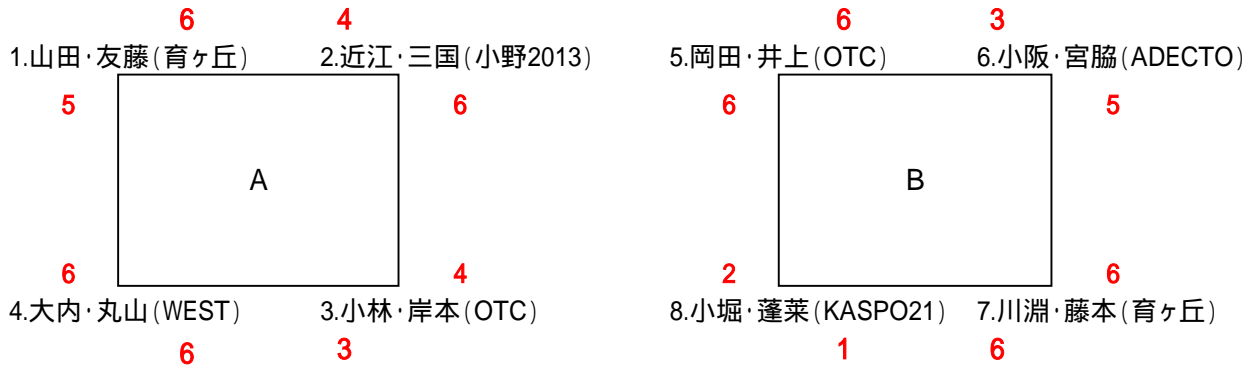 6 4 6 3
1.山田･友藤(育ヶ丘) 2.近江･三国(小野2013) 5.岡田･井上(OTC) 6.小阪･宮脇(ADECTO)
5 6 6 5
A B
6 4 2 6
4.大内･丸山(WEST) 3.小林･岸本(OTC) 8.小堀･蓬莱(KASPO21) 7.川淵･藤本(育ヶ丘)
6 3 1 6